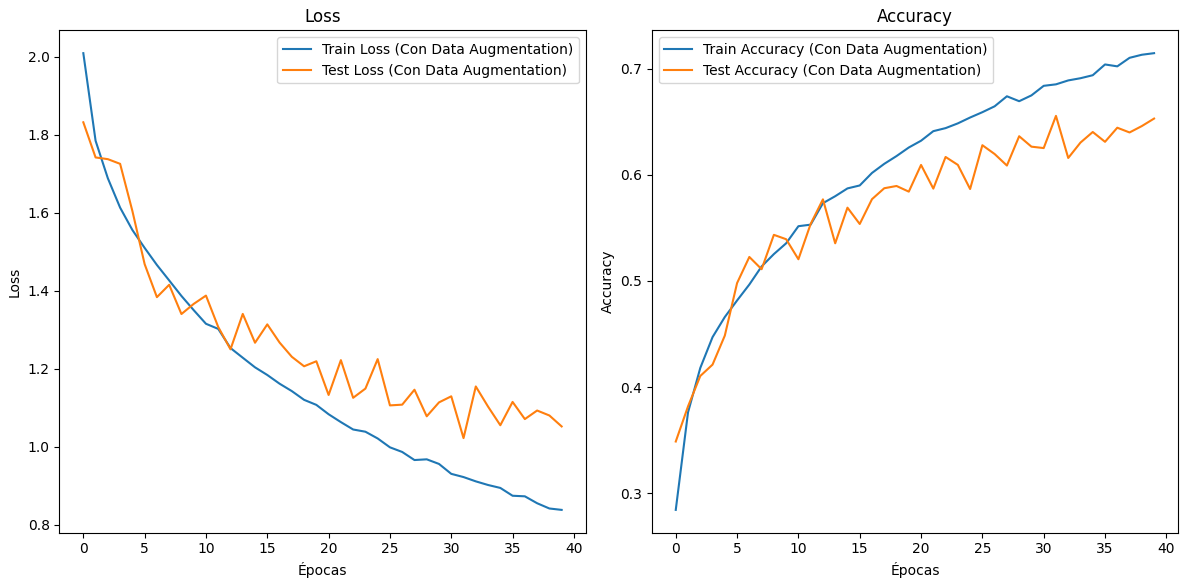 Loss
Train Loss (Con Data Augmentation)
Test Loss (Con Data Augmentation)
2.0
1.8
1.6
1.4
1.2
1.0
0.8
Loss
0 5 10 15 20 25 30 35 40
Épocas
Accuracy
Train Accuracy (Con Data Augmentation)
Test Accuracy (Con Data Augmentation)
0.7
0.6
0.5
0.4
0.3
Accuracy
0 5 10 15 20 25 30 35 40
Épocas